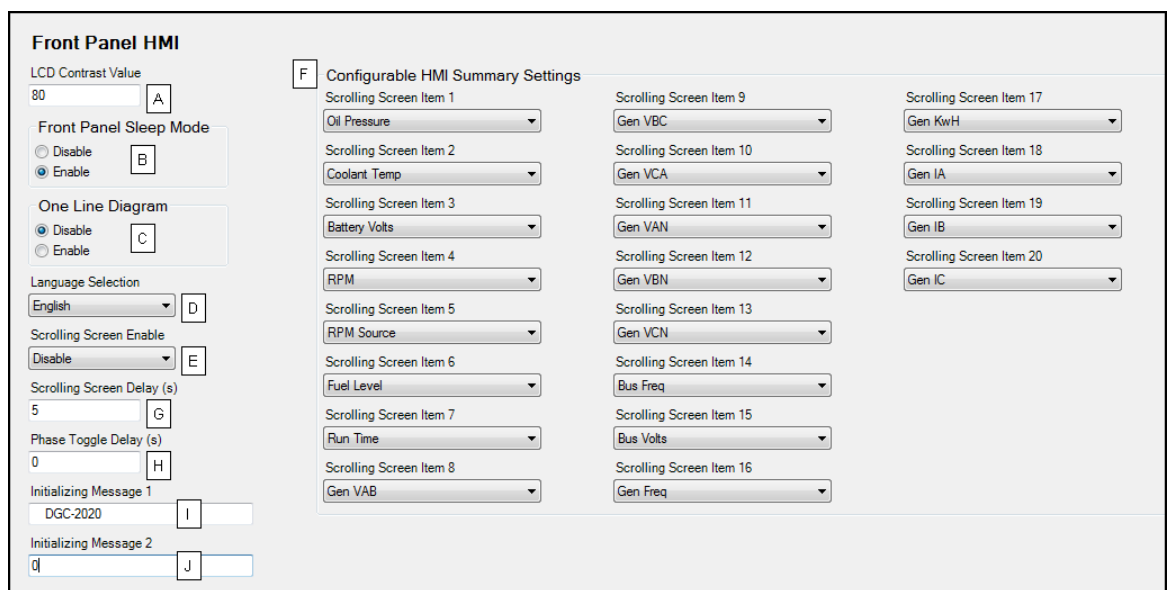 Front Panel HMI
LCD Contrast Value
80
A
Front Panel Sleep Mode
Disable
Enable
B
One Line Diagram
Disable
Enable
C
Language Selection
English
D
Scrolling Screen Enable
Disable
E
Scrolling Screen Delay (s)
5
G
Phase Toggle Delay (s)
0
H
Initializing Message 1
DGC-2020
I
Initializing Message 2
0
J
F
Configurable HMI Summary Settings
Scrolling Screen Item 1
Oil Pressure
Scrolling Screen Item 2
Coolant Temp
Scrolling Screen Item 3
Battery Volts
Scrolling Screen Item 4
RPM
Scrolling Screen Item 5
RPM Source
Scrolling Screen Item 6
Fuel Level
Scrolling Screen Item 7
Run Time
Scrolling Screen Item 8
Gen VAB
Scrolling Screen Item 9
Gen VBC
Scrolling Screen Item 10
Gen VCA
Scrolling Screen Item 11
Gen VAN
Scrolling Screen Item 12
Gen VBN
Scrolling Screen Item 13
Gen VCN
Scrolling Screen Item 14
Bus Freq
Scrolling Screen Item 15
Bus Volts
Scrolling Screen Item 16
Gen Freq
Scrolling Screen Item 17
Gen KwH
Scrolling Screen Item 18
Gen IA
Scrolling Screen Item 19
Gen IB
Scrolling Screen Item 20
Gen IC